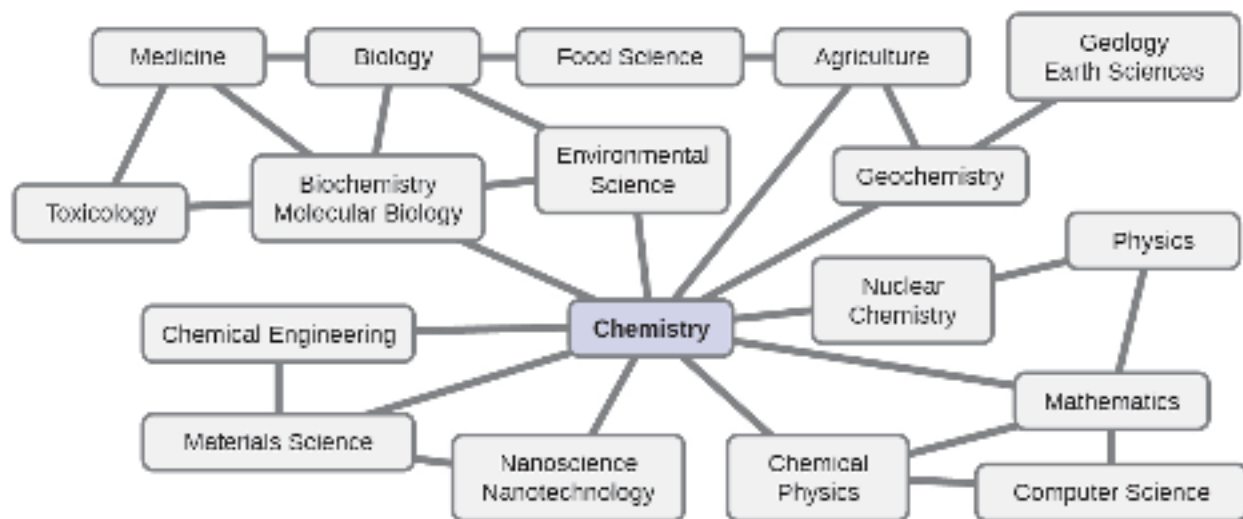 Medicine
Biology
Food Science
Agriculture
Geology
Earth Sciences
Environmental
Science
Geochemistry
Biochemistry
Molecular Biology
Toxicology
Physics
Nuclear
Chemistry
Chemistry
Chemical Engineering
Mathematics
Materials Science
Nanoscience
Nanotechnology
Chemical
Physics
Computer Science